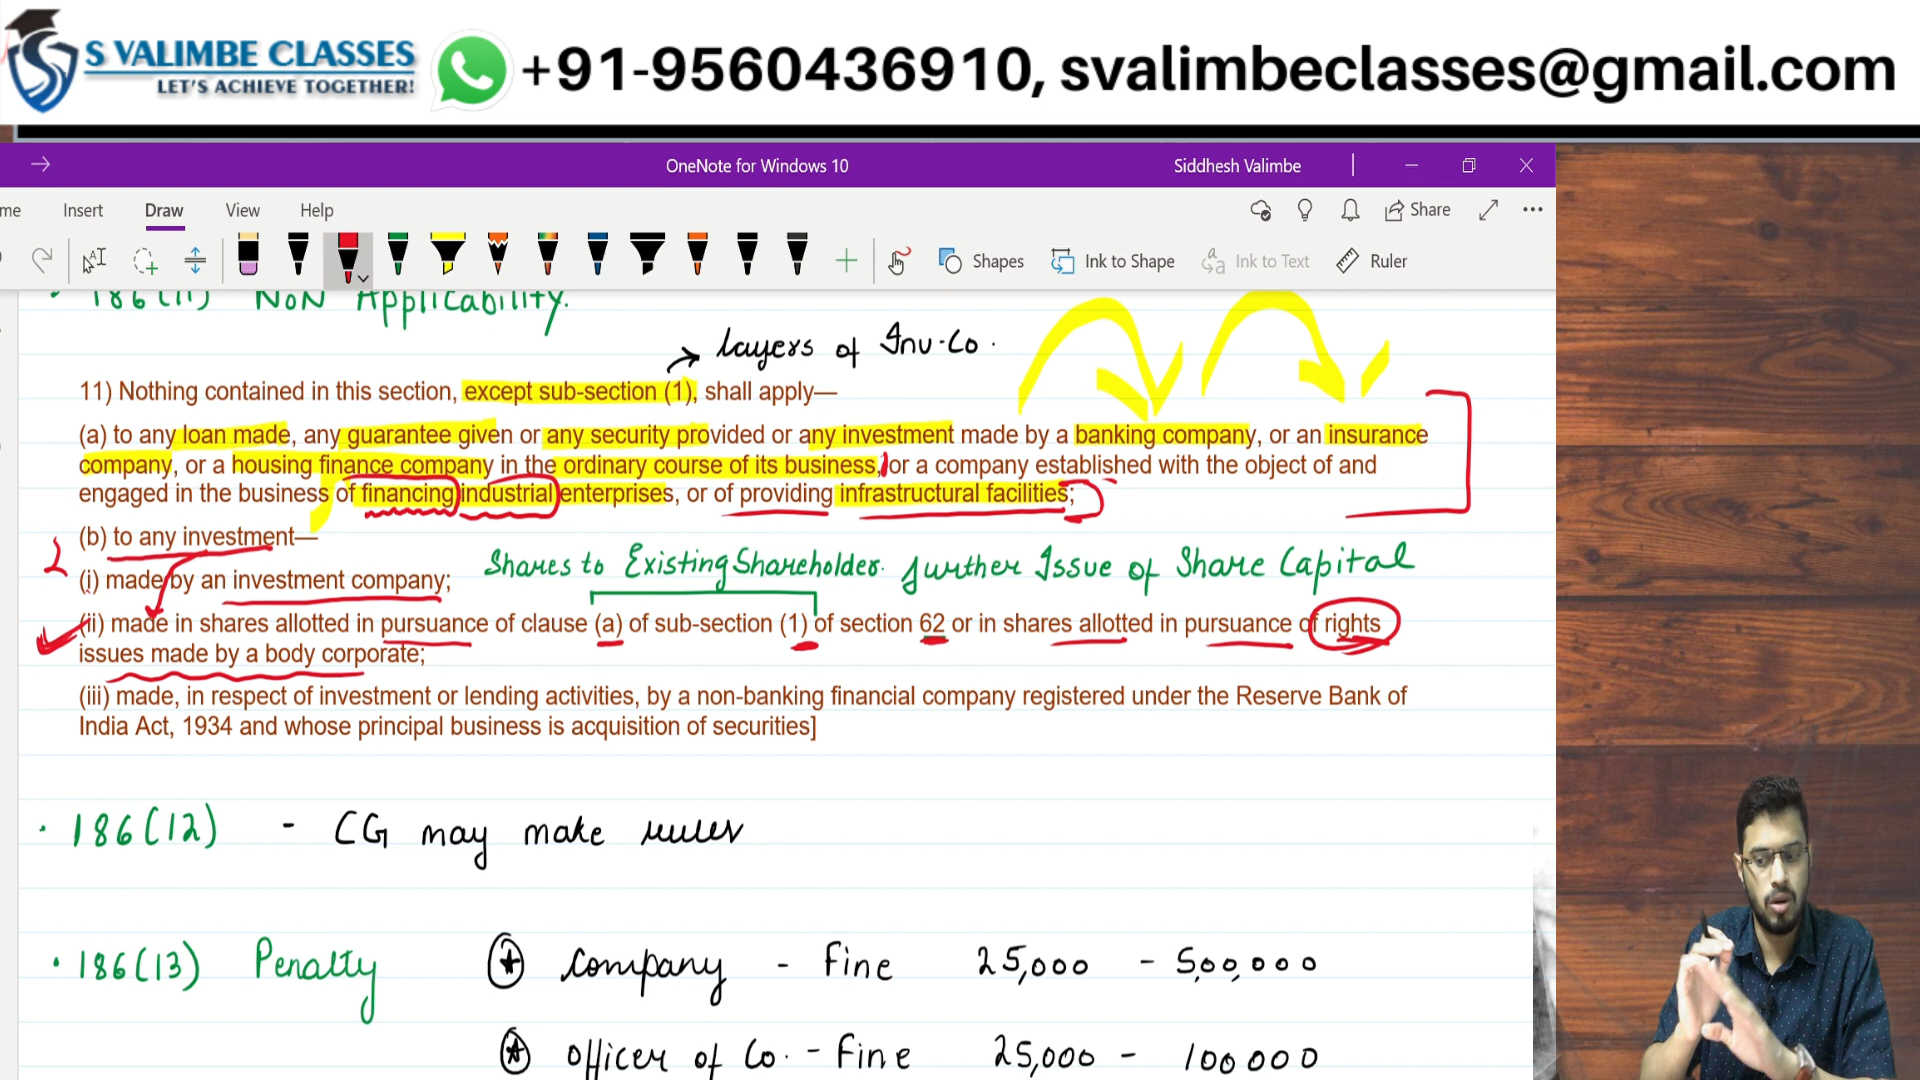 S VALIMBE CLASSES
LET'S ACHIEVE TOGETHER!
+91-9560436910, svalimbeclasses@gmail.com
OneNote for Windows 10
Siddhesh Valimbe
me Insert Draw View Help
Share
Shapes Ink to Shape Ink to Text Ruler
186(11) NON Applicability.
Layers of Inv-Co.
11) Nothing contained in this section, except sub-section (1), shall apply—
(a) to any loan made, any guarantee given or any security provided or any investment made by a banking company, or an insurance
company, or a housing finance company in the ordinary course of its business, or a company established with the object of and
engaged in the business of financing industrial enterprises, or of providing infrastructural facilities;
(b) to any investment—
2
Shares to Existing Shareholder. further Issue of Share Capital
(i) made by an investment company;
(ii) made in shares allotted in pursuance of clause (a) of sub-section (1) of section 62 or in shares allotted in pursuance of rights
issues made by a body corporate;
(iii) made, in respect of investment or lending activities, by a non-banking financial company registered under the Reserve Bank of
India Act, 1934 and whose principal business is acquisition of securities]
186(12) - CG may make rules
186(13) Penalty Company - Fine 25,000 - 5,00,000
Officer of Co. - Fine 25,000 - 100000